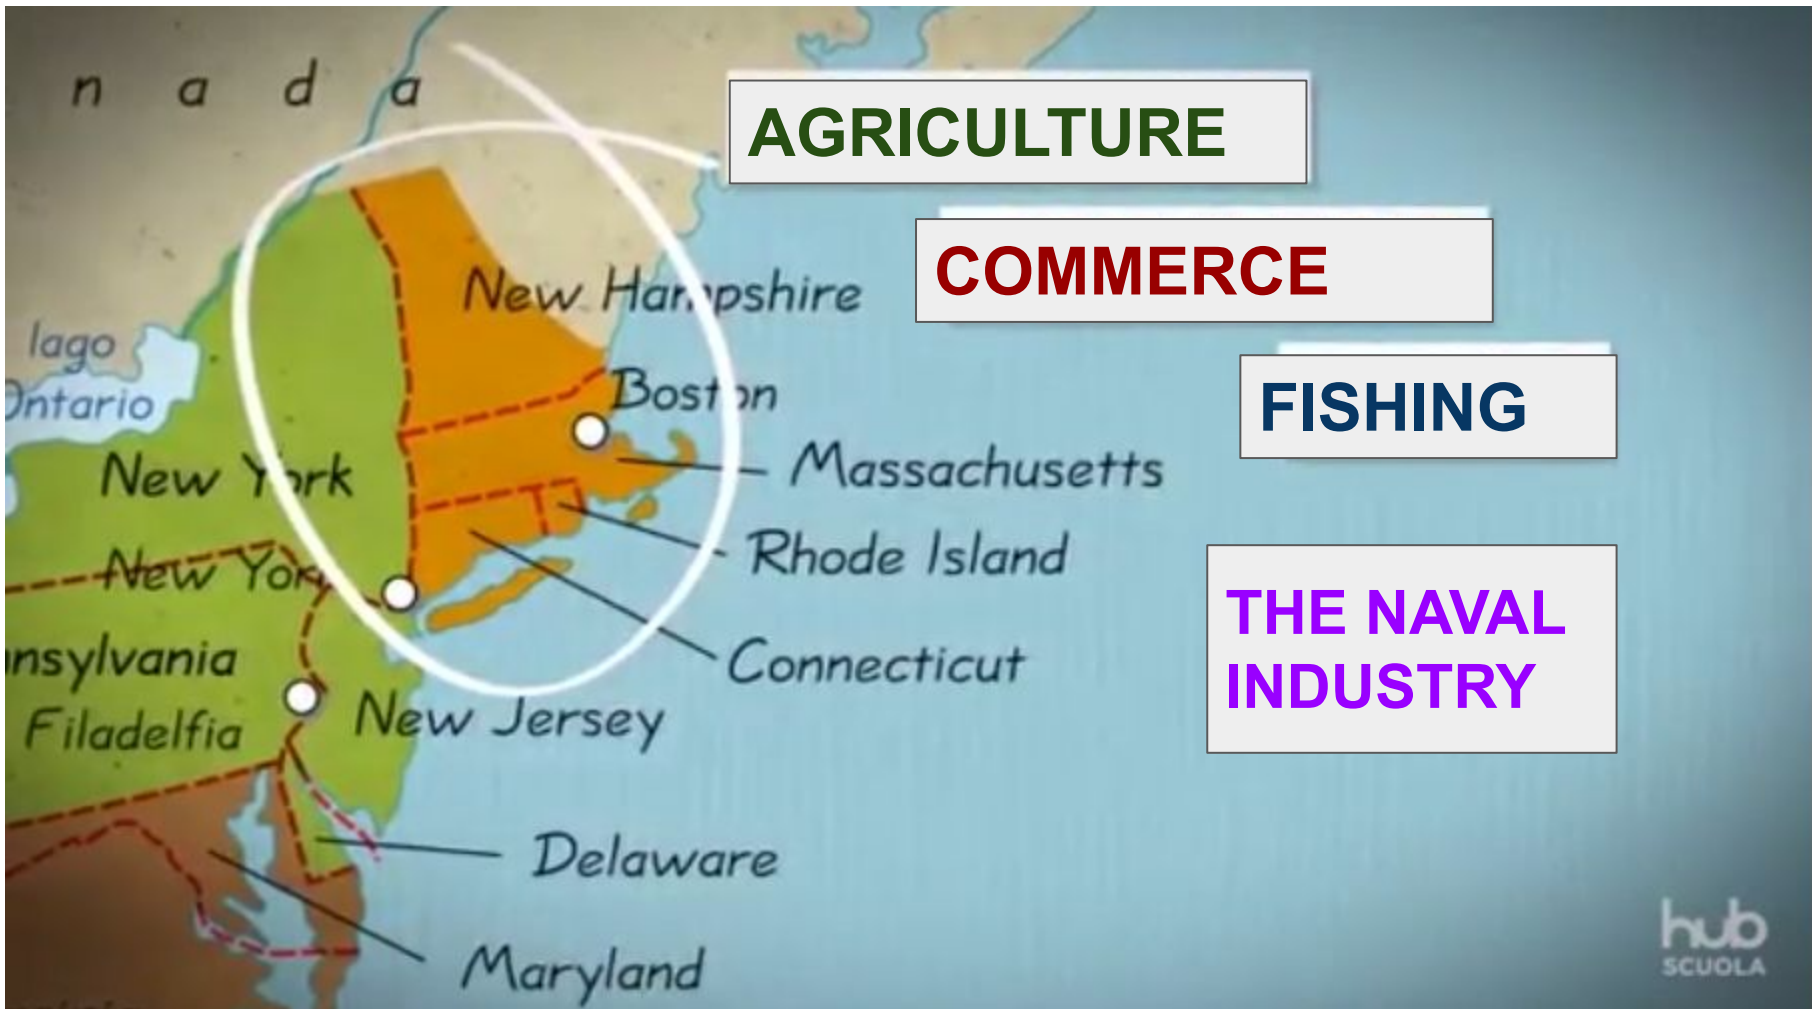 n a d a
AGRICULTURE
COMMERCE
New Hampshire
lago
Ontario
Boston
FISHING
New York
Massachusetts
New York
Rhode Island
THE NAVAL
INDUSTRY
nnsylvania
Connecticut
Filadelfia
New Jersey
Delaware
Maryland
hub
SCUOLA